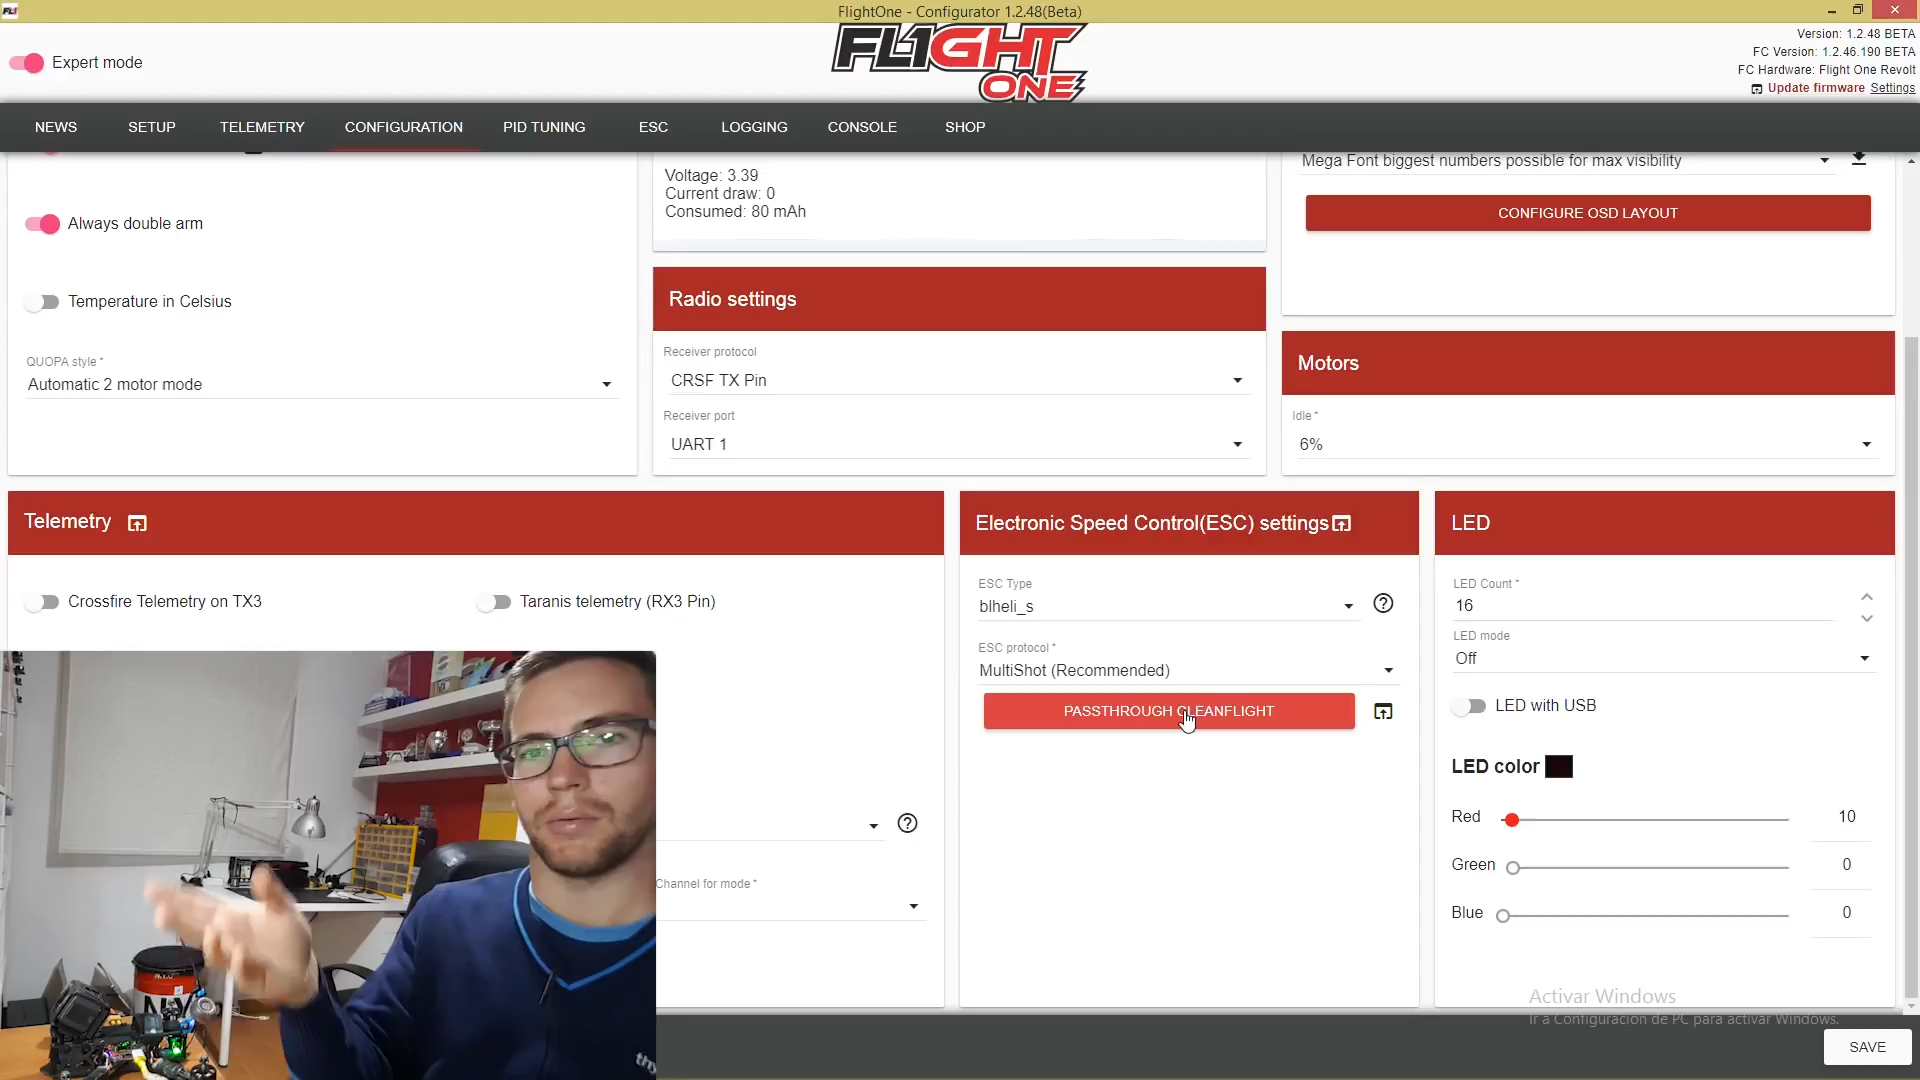 FlightOne - Configurator 1.2.48(Beta)
Expert mode
FL1GHT
ONE
Version: 1.2.48 BETA
FC Version: 1.2.46.190 BETA
FC Hardware: Flight One Revolt
Update firmware Settings
NEWS SETUP TELEMETRY CONFIGURATION PID TUNING ESC LOGGING CONSOLE SHOP
Always double arm
Temperature in Celsius
QUOPA style *
Automatic 2 motor mode
Voltage: 3.39
Current draw: 0
Consumed: 80 mAh
Radio settings
Receiver protocol
CRSF TX Pin
Receiver port
UART 1
Mega Font biggest numbers possible for max visibility
CONFIGURE OSD LAYOUT
Motors
Idle *
6%
Telemetry
Crossfire Telemetry on TX3
Taranis telemetry (RX3 Pin)
Channel for mode *
Electronic Speed Control(ESC) settings
ESC Type
blheli_s
ESC protocol *
MultiShot (Recommended)
PASSTHROUGH CLEANFLIGHT
LED
LED Count *
16
LED mode
Off
LED with USB
LED color
Red 10
Green 0
Blue 0
Activar Windows
Ir a Configuración de PC para activar Windows.
SAVE